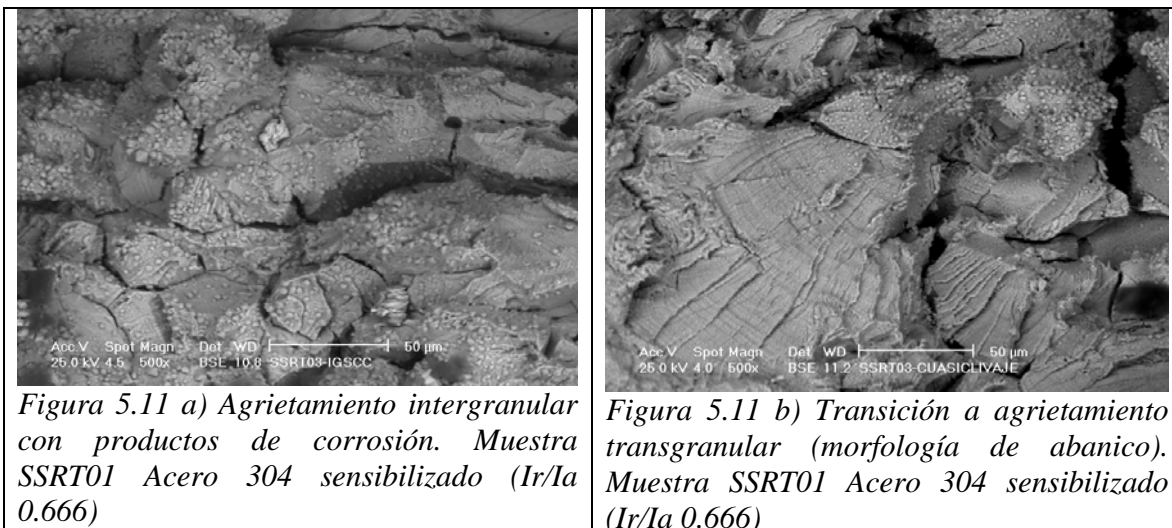 Acc.V Spot Magn Det WD 50 µm
25.0 kV 4.5 500x BSE 10.8 SSRT03-IGSCC
Figura 5.11 a) Agrietamiento intergranular
con productos de corrosión. Muestra
SSRT01 Acero 304 sensibilizado (Ir/Ia
0.666)
Acc.V Spot Magn Det WD 50 µm
25.0 kV 4.0 500x BSE 11.2 SSRT03-CUASICLIVAJE
Figura 5.11 b) Transición a agrietamiento
transgranular (morfología de abanico).
Muestra SSRT01 Acero 304 sensibilizado
(Ir/Ia 0.666)